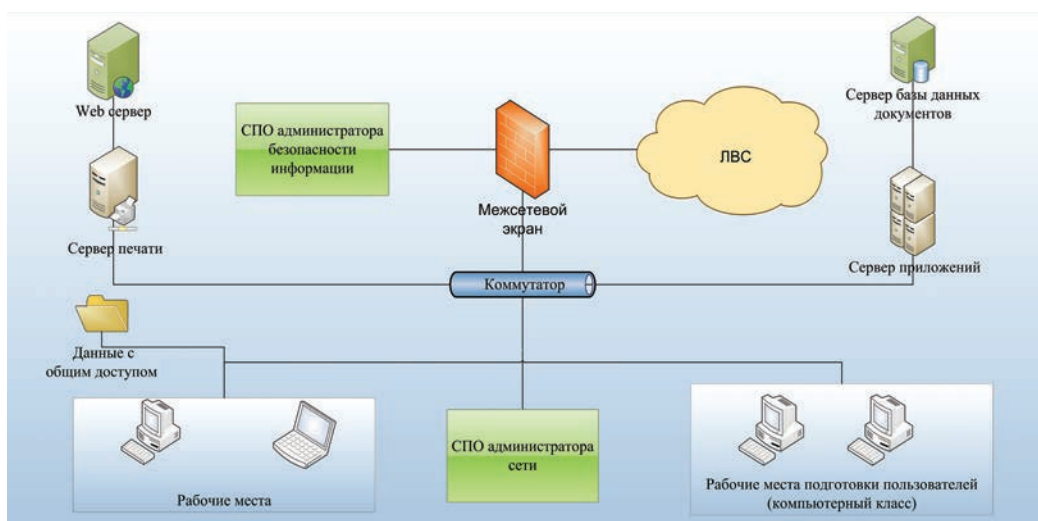 Web сервер
СПО администратора
безопасности
информации
Межсетевой
экран
ЛВС
Сервер базы данных
документов
Сервер печати
Сервер приложений
Коммутатор
Данные с
общим доступом
Рабочие места
СПО администратора
сети
Рабочие места подготовки пользователей
(компьютерный класс)